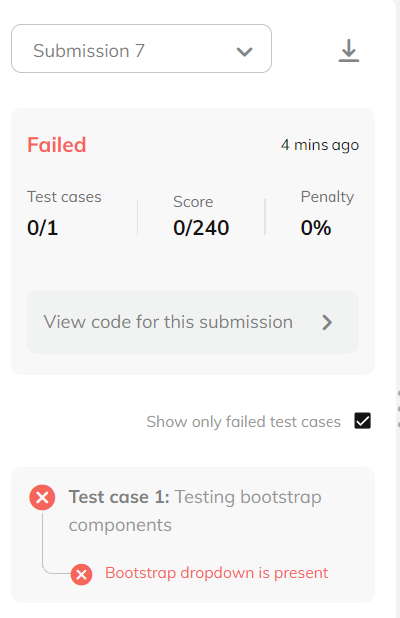 Submission 7
Failed
4 mins ago
Test cases
Score
Penalty
0/1
0/240
0%
View code for this submission
Show only failed test cases
Test case 1: Testing bootstrap
components
Bootstrap dropdown is present